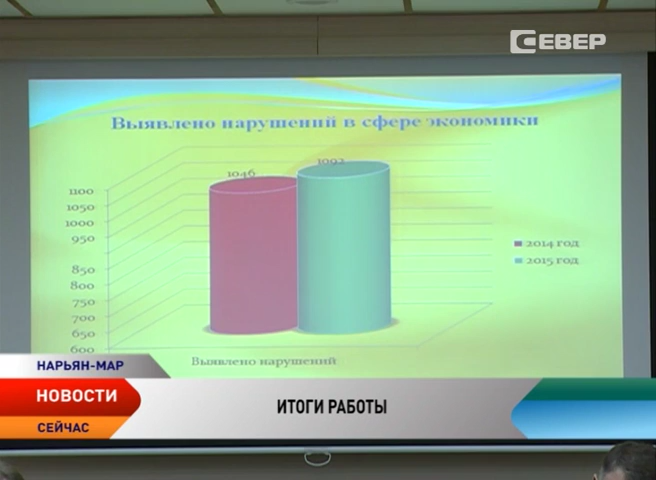 СЕВЕР
Выявлено нарушений в сфере экономики
1046
1092
1100
1050
1000
950
850
800
750
700
650
600
2014 год
2015 год
Выявлено нарушений
НАРЬЯН-МАР
НОВОСТИ
СЕЙЧАС
ИТОГИ РАБОТЫ